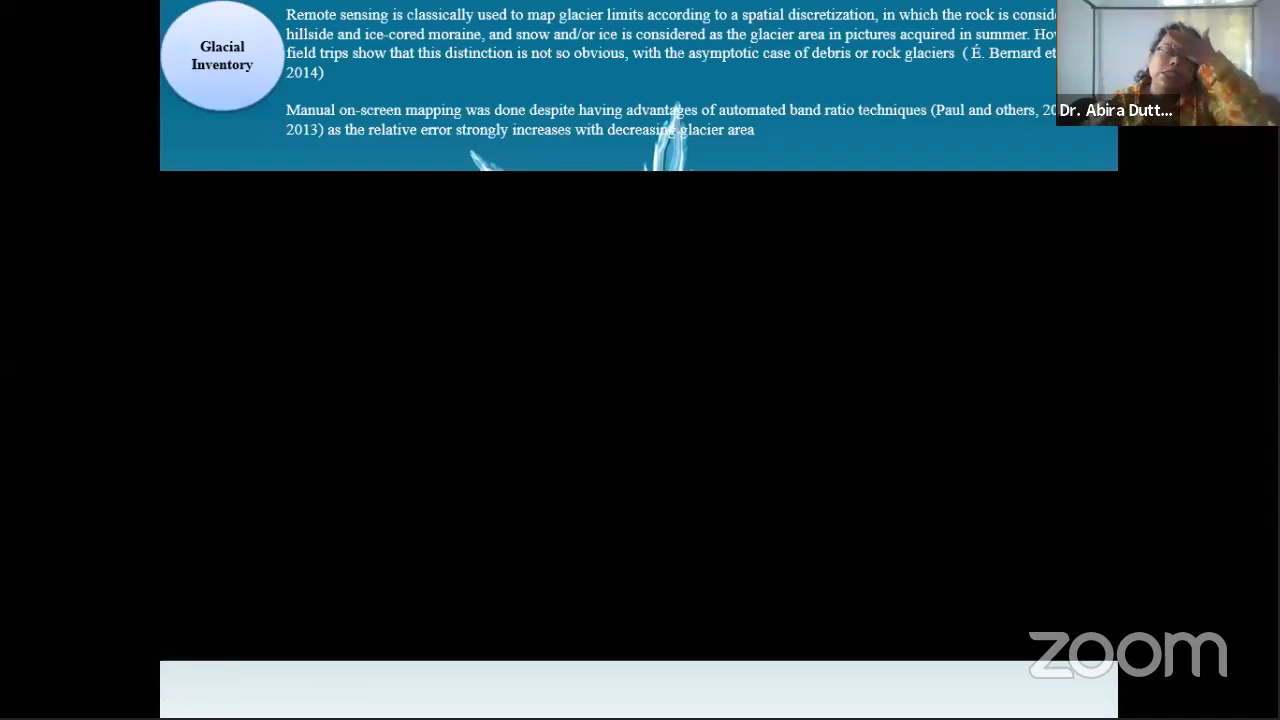 Glacial
Inventory
Remote sensing is classically used to map glacier limits according to a spatial discretization, in which the rock is
hillside and ice-cored moraine, and snow and/or ice is considered as the glacier area in pictures acquired in summer.
field trips show that this distinction is not so obvious, with the asymptotic case of debris or rock glaciers ( É. Bernard et
2014)
Manual on-screen mapping was done despite having advantages of automated band ratio techniques (Paul and others,
2013) as the relative error strongly increases with decreasing glacier area
Dr. Abira Dutt...
zoom